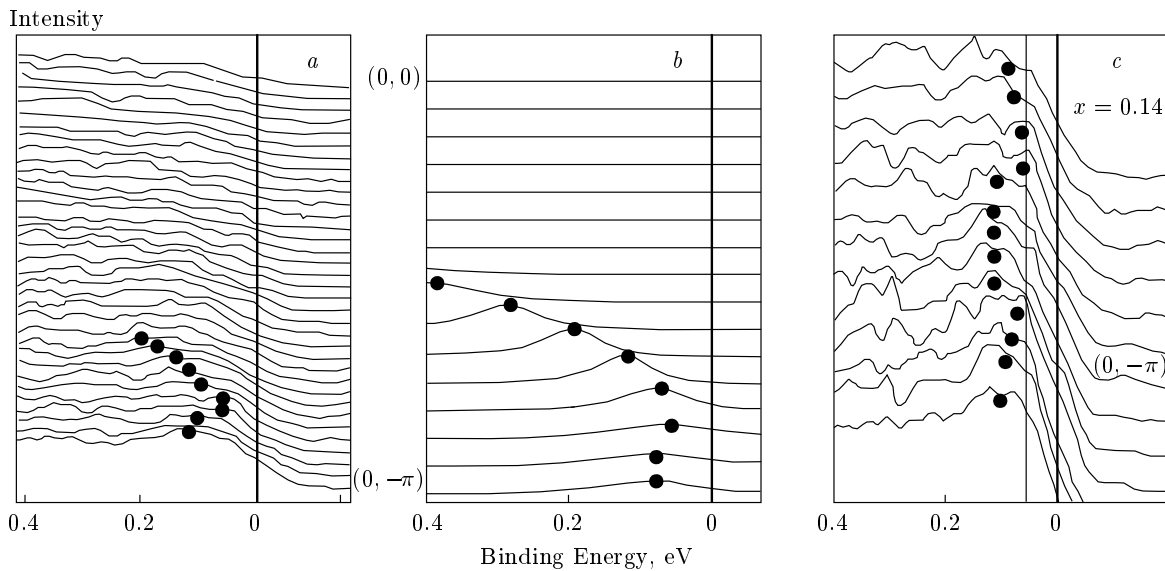 Intensity
a
b
c
(0, 0)
x = 0.14
(0, −π)
(0, −π)
0.4 0.2 0
0.4 0.2 0
0.4 0.2 0
Binding Energy, eV